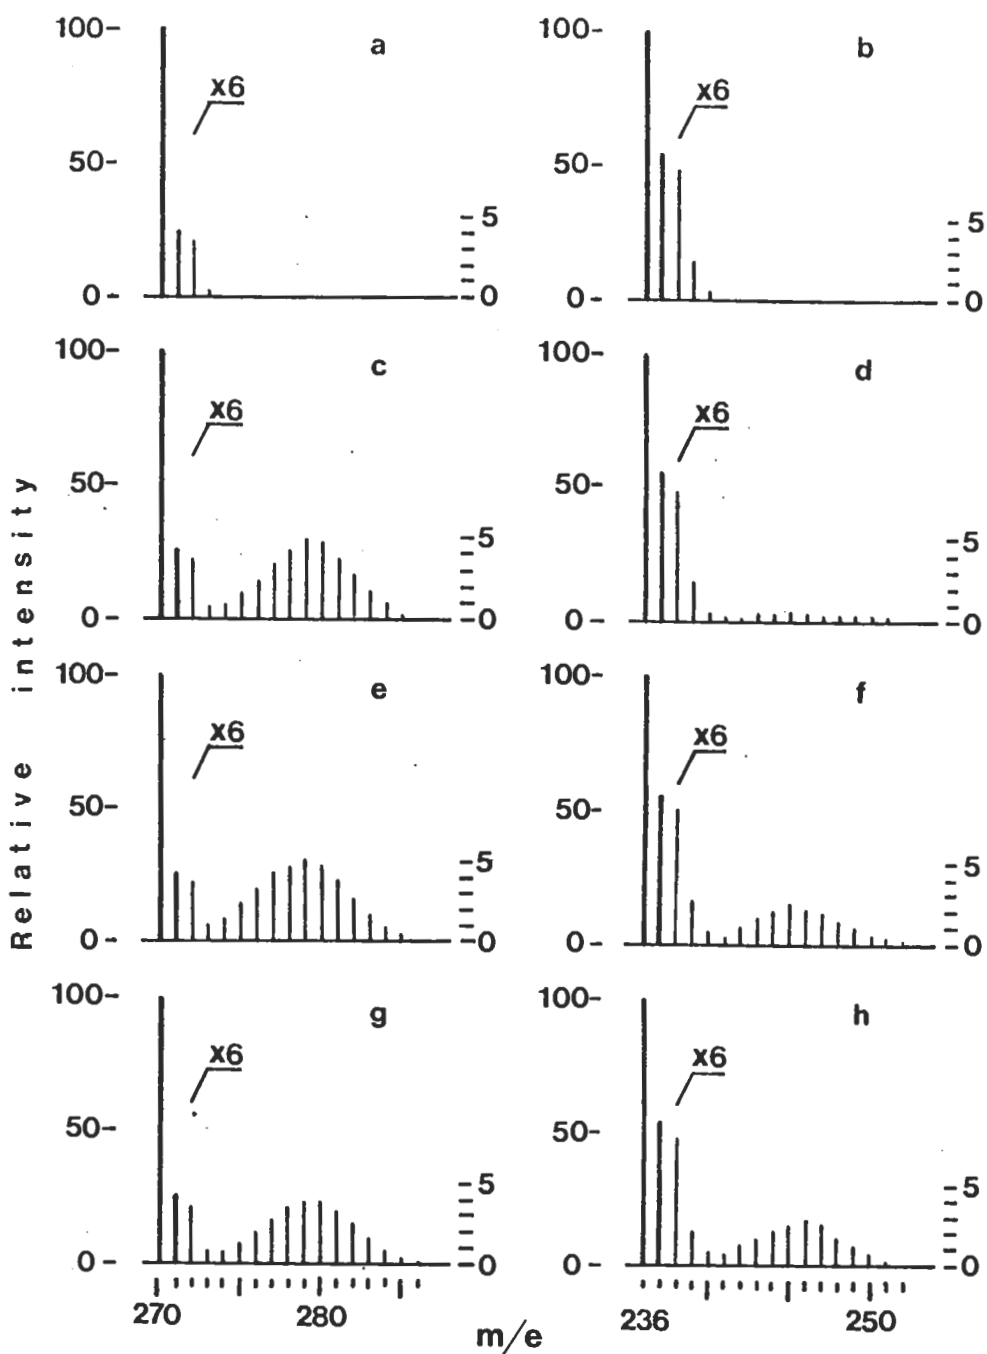 100- a 100- b
x6 x6
50- 50-
-5 -5
0- -0 0- -0
100- c 100- d
x6 x6
50- 50-
-5 -5
0- -0 0- -0
100- e 100- f
x6 x6
50- 50-
-5 -5
0- -0 0- -0
100- g 100- h
x6 x6
50- 50-
-5 -5
0- -0 0- -0
270 280 236 250
m/e
Relative intensity